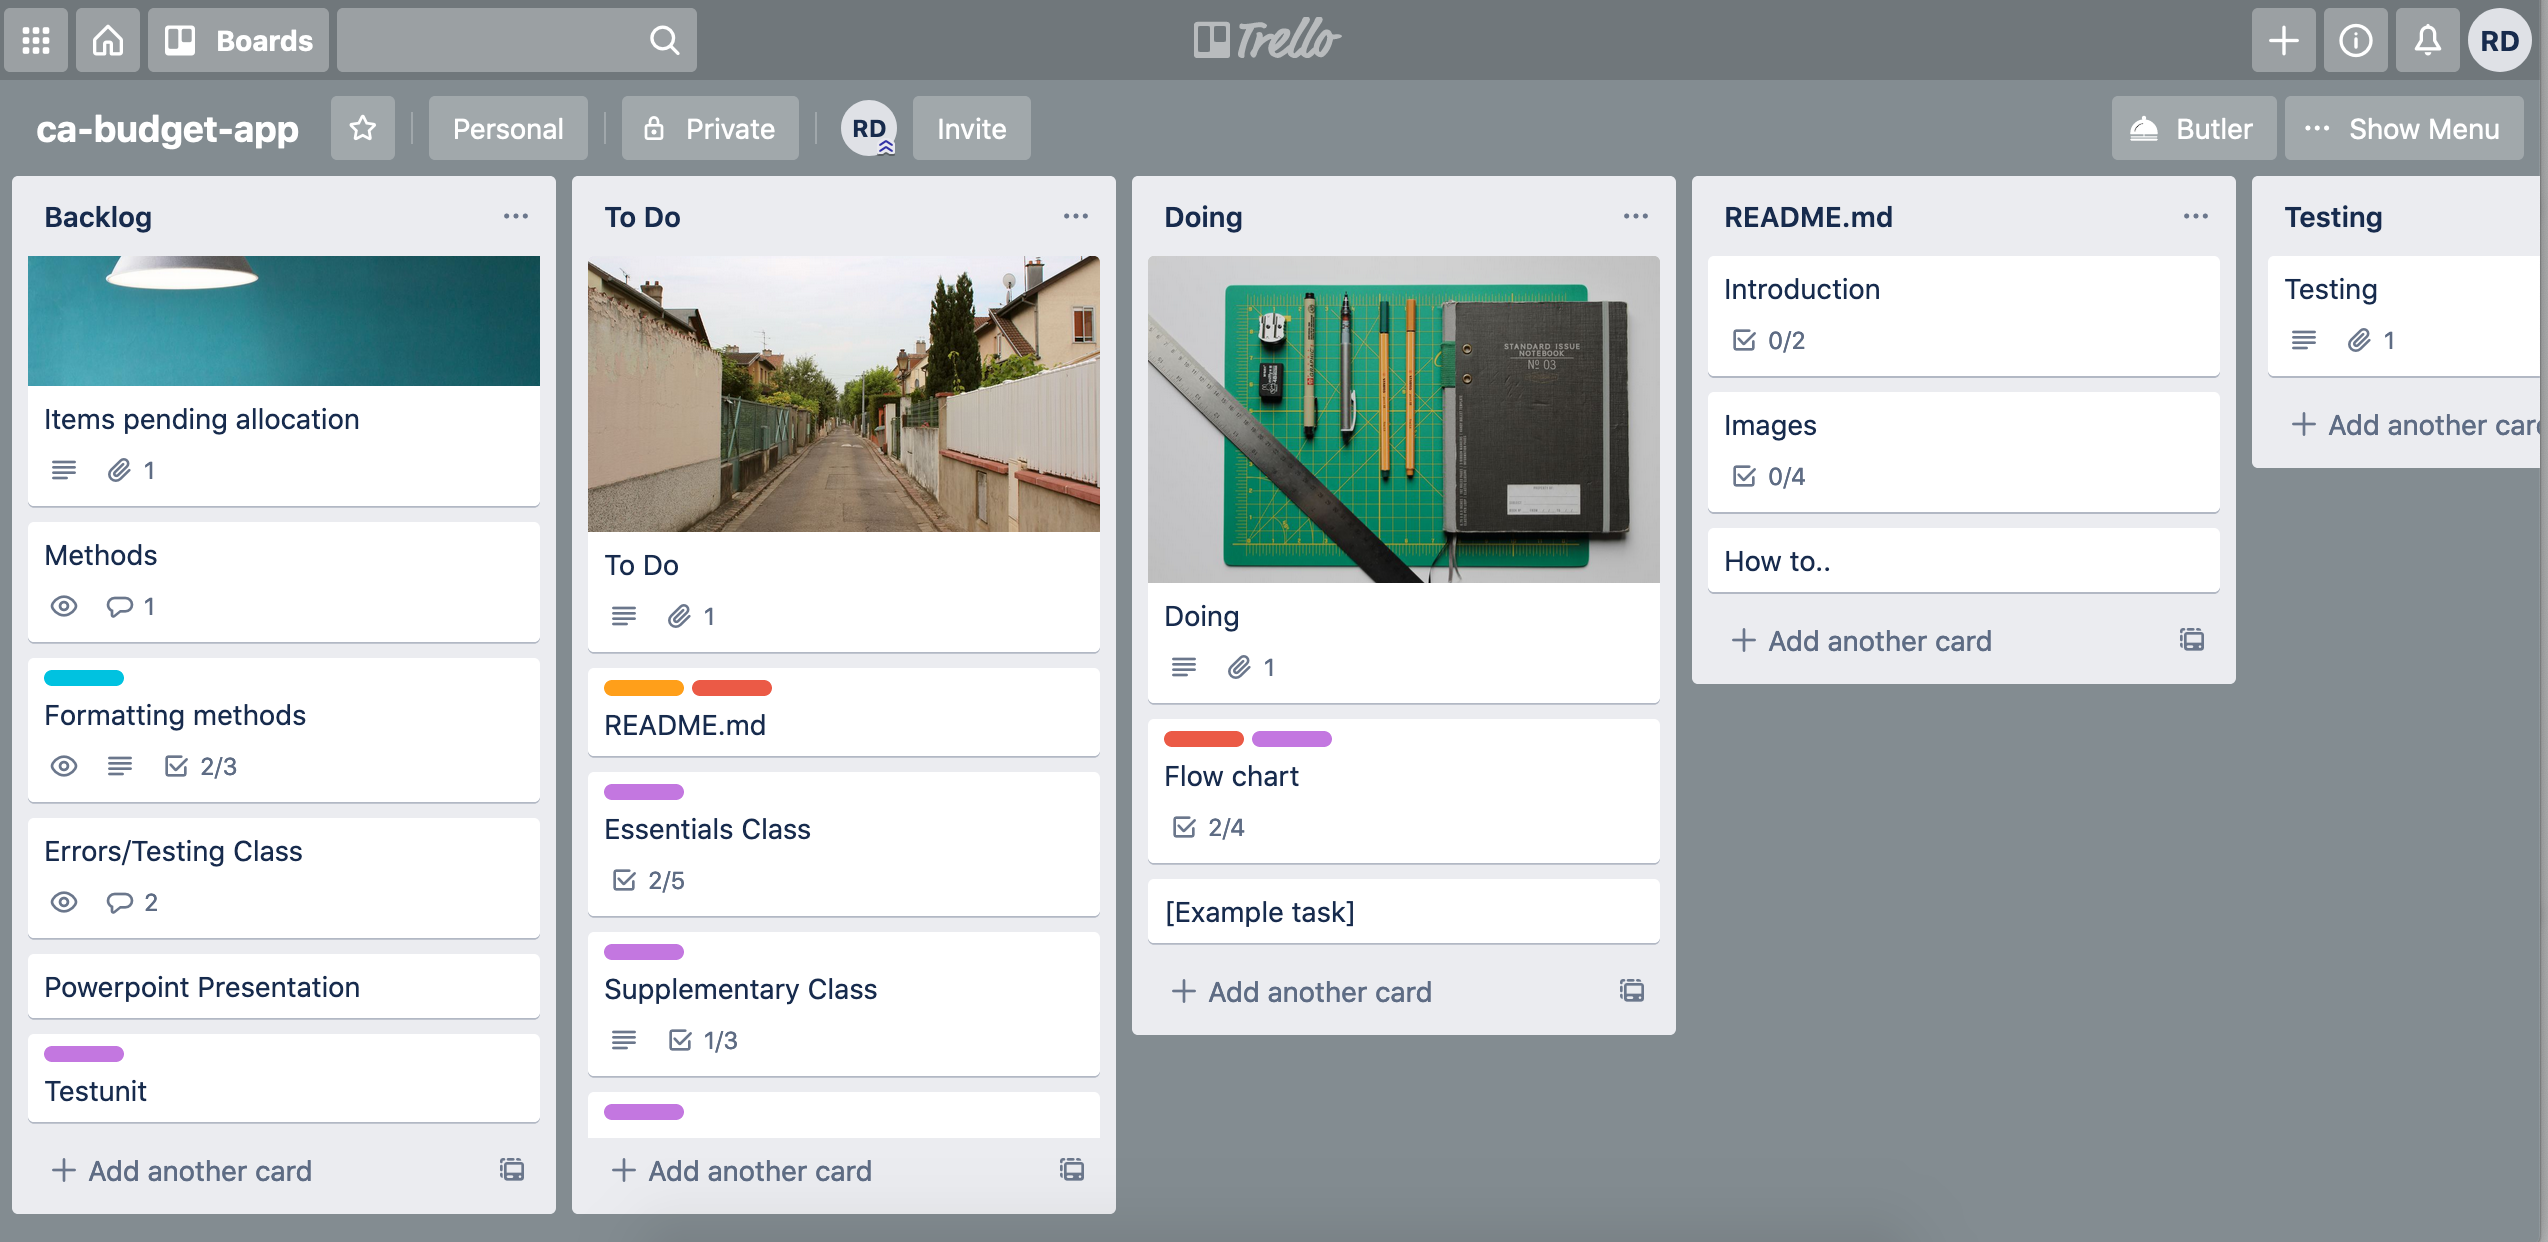 Boards
Trello
RD
ca-budget-app
Personal
Private
RD
Invite
Butler
Show Menu
Backlog
Items pending allocation
1
Methods
1
Formatting methods
2/3
Errors/Testing Class
2
Powerpoint Presentation
Testunit
Add another card
To Do
To Do
1
README.md
Essentials Class
2/5
Supplementary Class
1/3
Add another card
Doing
STANDARD ISSUE
NOTEBOOK
Nº 03
Doing
1
Flow chart
2/4
[Example task]
Add another card
README.md
Introduction
0/2
Images
0/4
How to..
Add another card
Testing
Testing
1
Add another card